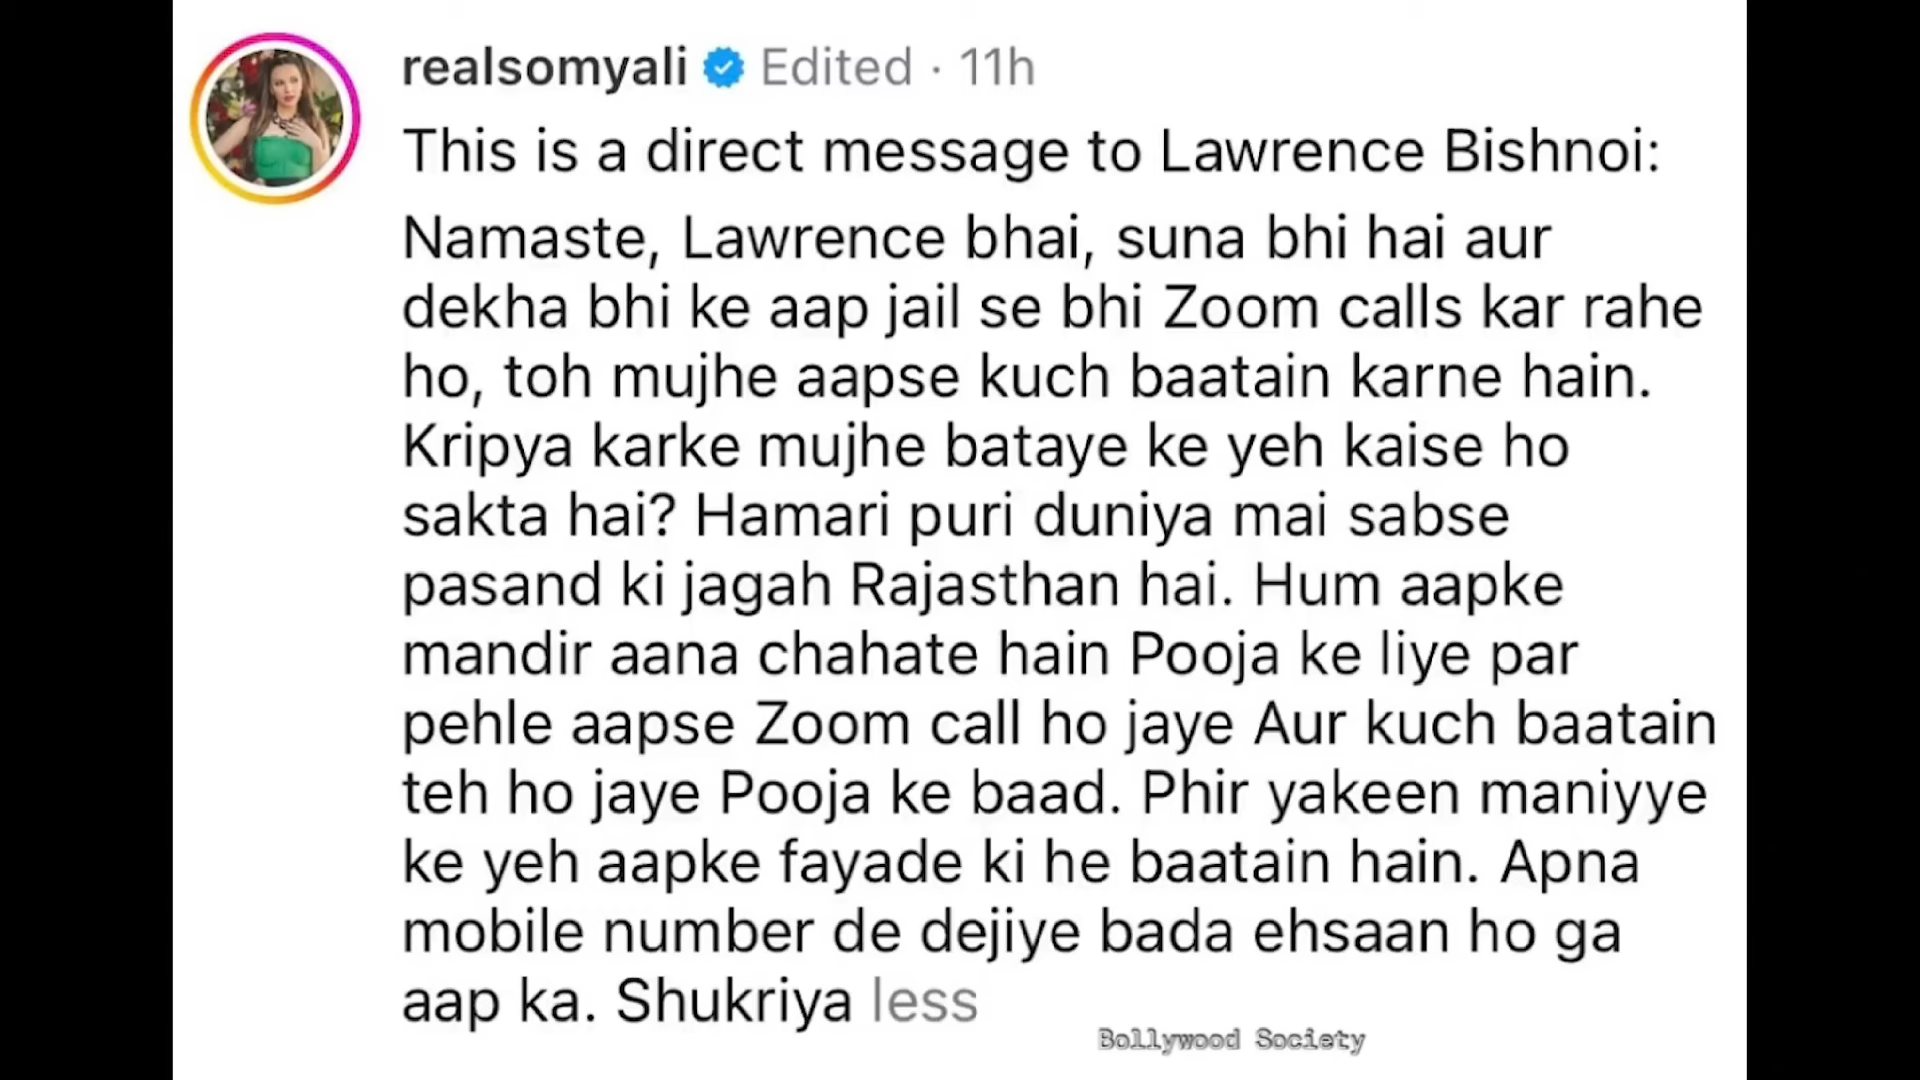 realsomyali Edited · 11h
This is a direct message to Lawrence Bishnoi:
Namaste, Lawrence bhai, suna bhi hai aur
dekha bhi ke aap jail se bhi Zoom calls kar rahe
ho, toh mujhe aapse kuch baatain karne hain.
Kripya karke mujhe bataye ke yeh kaise ho
sakta hai? Hamari puri duniya mai sabse
pasand ki jagah Rajasthan hai. Hum aapke
mandir aana chahate hain Pooja ke liye par
pehle aapse Zoom call ho jaye Aur kuch baatain
teh ho jaye Pooja ke baad. Phir yakeen maniyye
ke yeh aapke fayade ki he baatain hain. Apna
mobile number de dejiye bada ehsaan ho ga
aap ka. Shukriya less
Bollywood Society